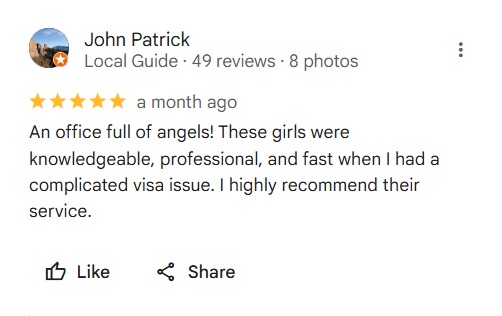 John Patrick
Local Guide · 49 reviews · 8 photos
a month ago
An office full of angels! These girls were
knowledgeable, professional, and fast when I had a
complicated visa issue. I highly recommend their
service.
Like
Share